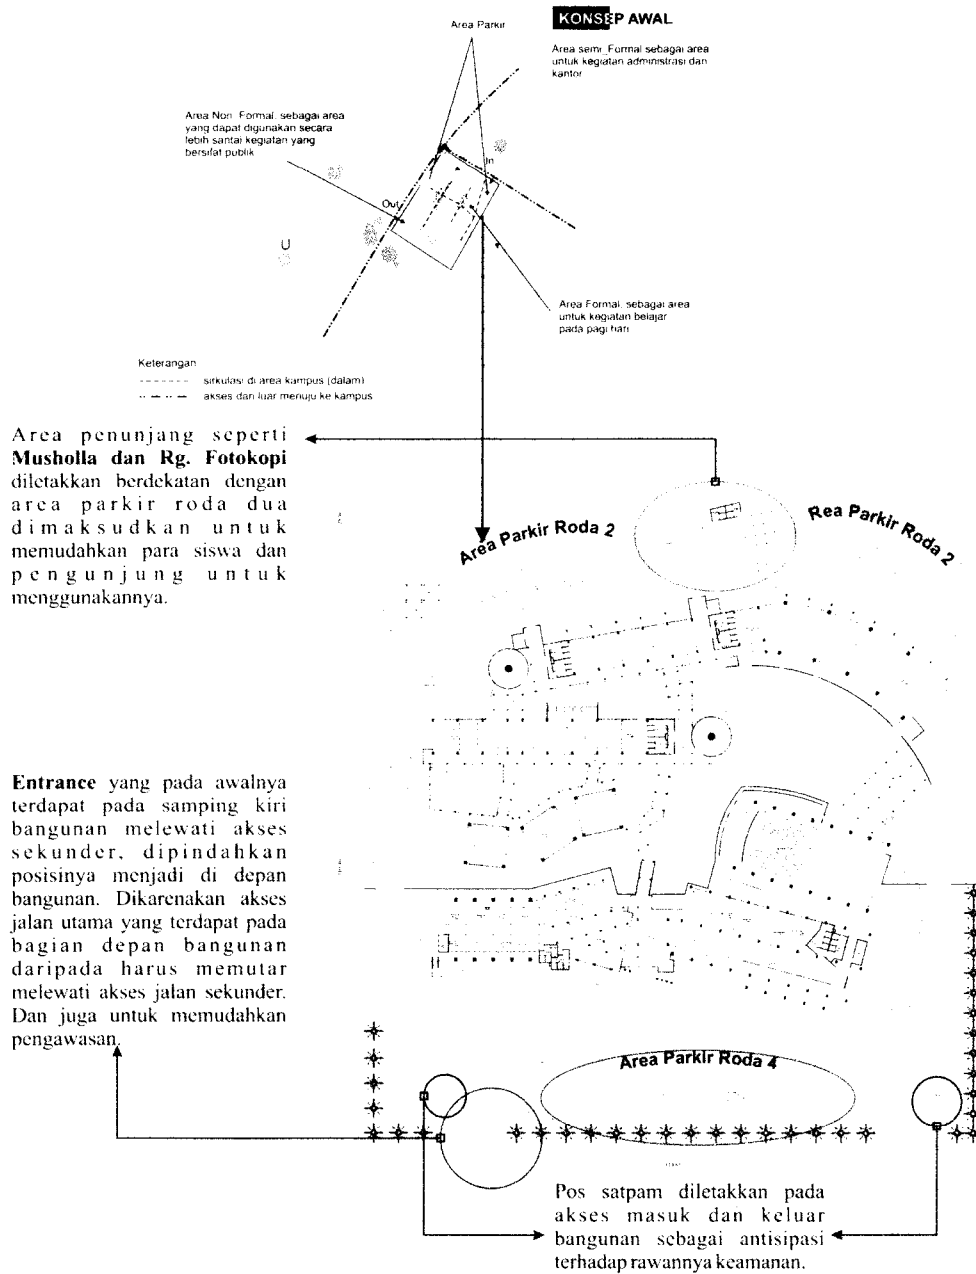 Area Parkir
KONSEP AWAL
Area semi_Formal sebagai area
untuk kegiatan administrasi dan
kantor
Area Non_Formal, sebagai area
yang dapat digunakan secara
lebih santai kegiatan yang
bersifat publik
In
Out
U
Area Formal, sebagai area
untuk kegiatan belajar
pada pagi hari
Keterangan
sirkulasi di area kampus (dalam)
akses dari luar menuju ke kampus
Area penunjang seperti
Musholla dan Rg. Fotokopi
diletakkan berdekatan dengan
area parkir roda dua
dimaksudkan untuk
memudahkan para siswa dan
pengunjung untuk
menggunakannya.
Area Parkir Roda 2
Rea Parkir Roda 2
Entrance yang pada awalnya
terdapat pada samping kiri
bangunan melewati akses
sekunder, dipindahkan
posisinya menjadi di depan
bangunan. Dikarenakan akses
jalan utama yang terdapat pada
bagian depan bangunan
daripada harus memutar
melewati akses jalan sekunder.
Dan juga untuk memudahkan
pengawasan.
Area Parkir Roda 4
Pos satpam diletakkan pada
akses masuk dan keluar
bangunan sebagai antisipasi
terhadap rawannya keamanan.